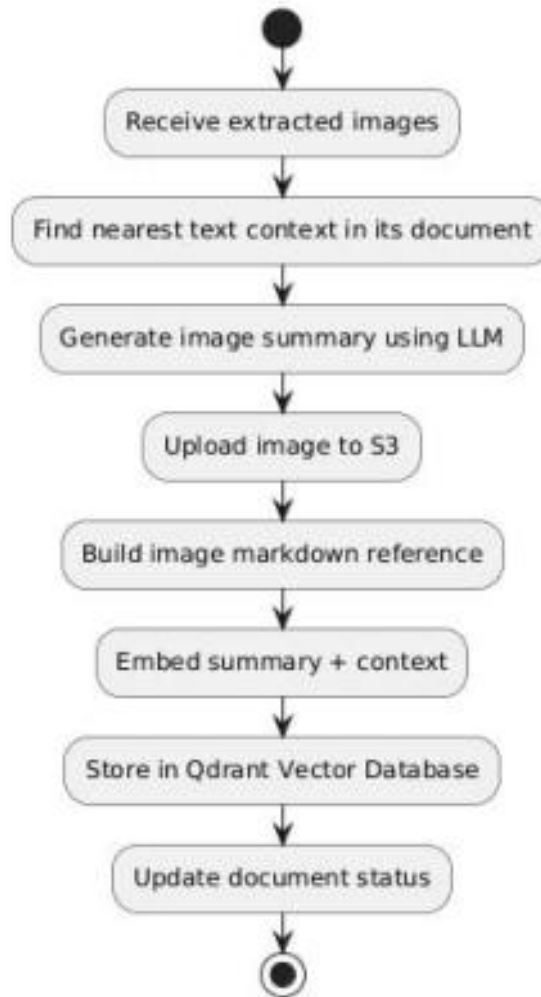 Receive extracted images
Find nearest text context in its document
Generate image summary using LLM
Upload image to S3
Build image markdown reference
Embed summary + context
Store in Qdrant Vector Database
Update document status